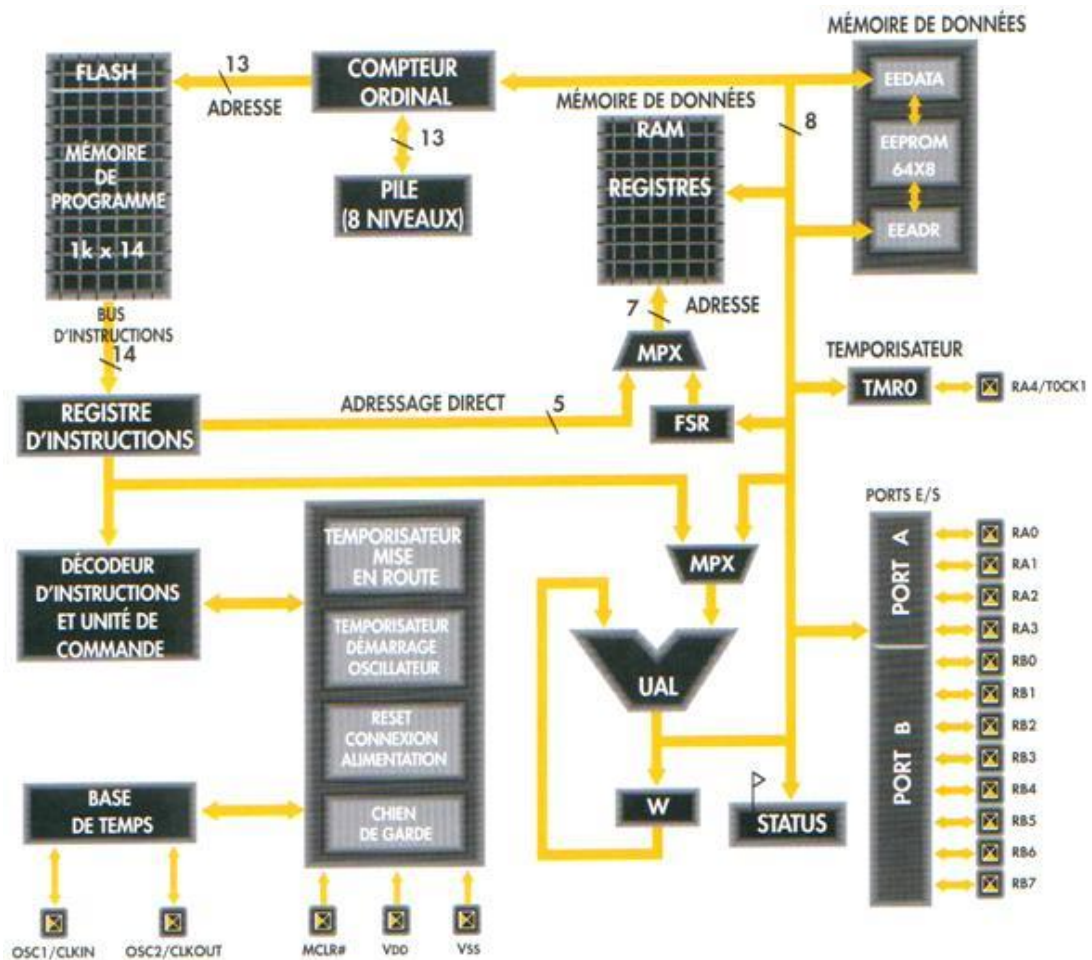 MÉMOIRE DE DONNÉES
FLASH
13
ADRESSE
MÉMOIRE
DE
PROGRAMME
1k x 14
COMPTEUR
ORDINAL
13
PILE
(8 NIVEAUX)
MÉMOIRE DE DONNÉES
RAM
REGISTRES
8
EEDATA
EEPROM
64X8
EEADR
7
ADRESSE
MPX
BUS
D'INSTRUCTIONS
14
REGISTRE
D'INSTRUCTIONS
ADRESSAGE DIRECT
5
FSR
TEMPORISATEUR
TMR0
RA4/T0CK1
DÉCODEUR
D'INSTRUCTIONS
ET UNITÉ DE
COMMANDE
TEMPORISATEUR
MISE
EN ROUTE
TEMPORISATEUR
DÉMARRAGE
OSCILLATEUR
RESET
CONNEXION
ALIMENTATION
CHIEN
DE GARDE
MPX
UAL
W
STATUS
PORTS E/S
PORT A
PORT B
RA0
RA1
RA2
RA3
RB0
RB1
RB2
RB3
RB4
RB5
RB6
RB7
BASE
DE TEMPS
OSC1/CLKIN
OSC2/CLKOUT
MCLR#
VDD
VSS